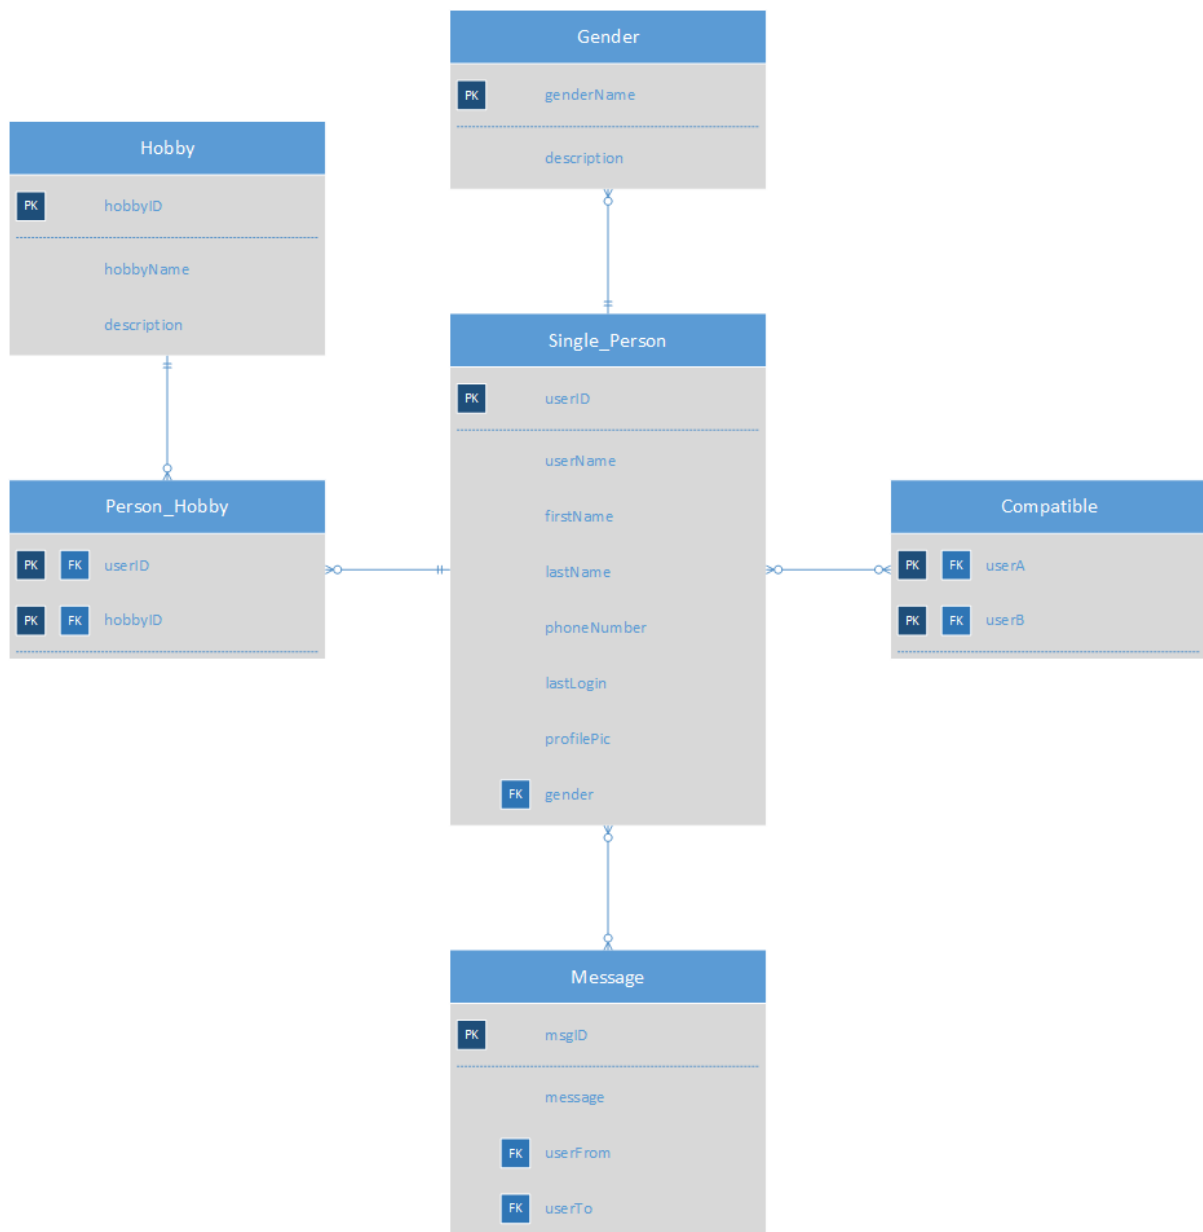 Gender
PK genderName
description
Hobby
PK hobbyID
hobbyName
description
Single_Person
PK userID
userName
firstName
lastName
phoneNumber
lastLogin
profilePic
FK gender
Person_Hobby
PK FK userID
PK FK hobbyID
Compatible
PK FK userA
PK FK userB
Message
PK msgID
message
FK userFrom
FK userTo